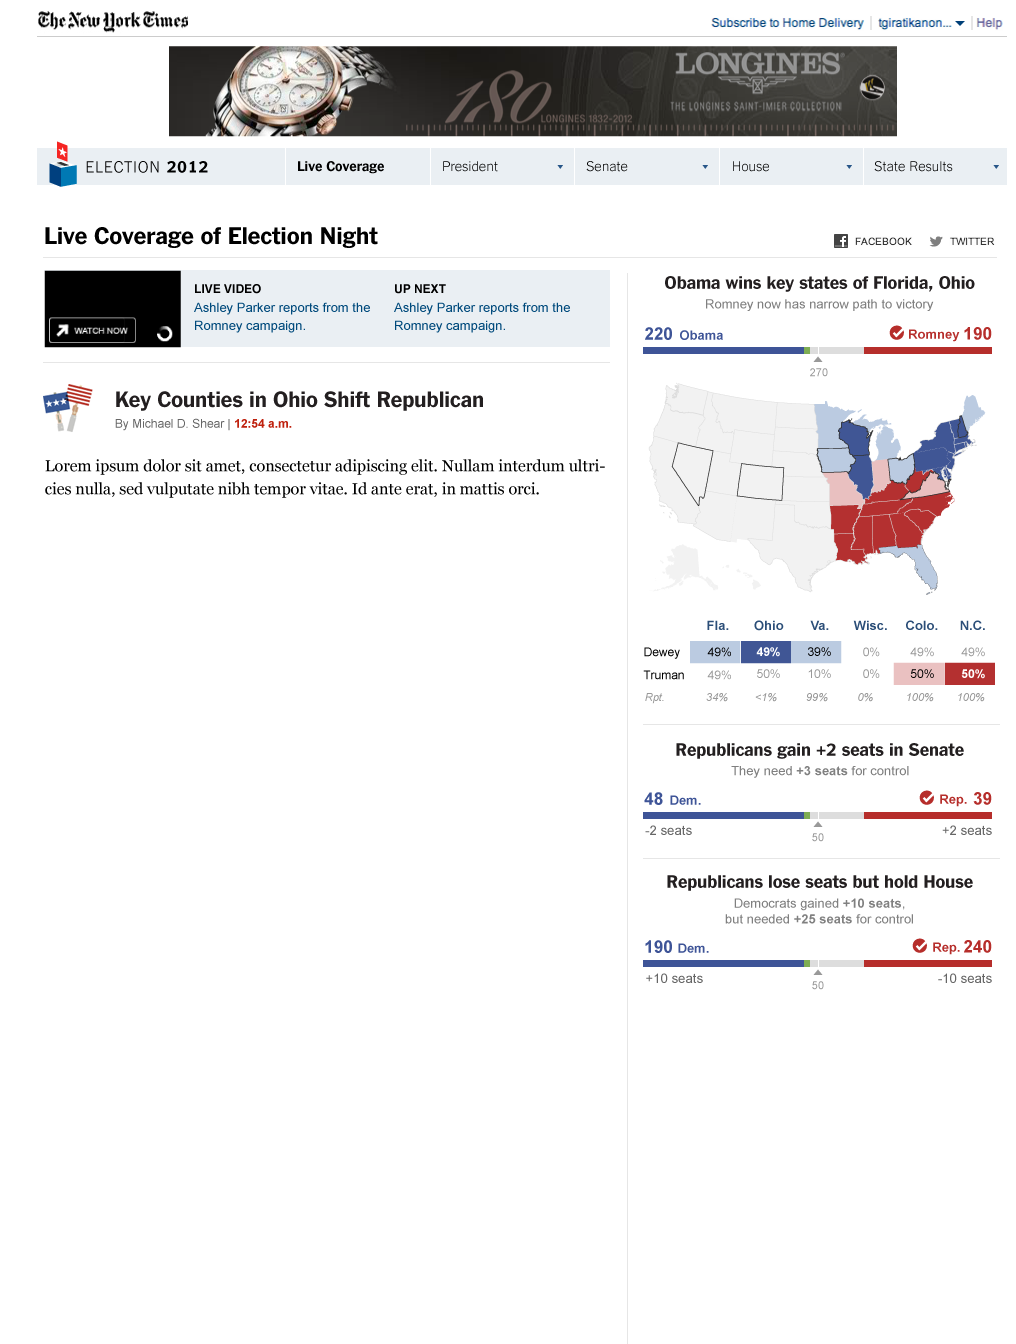 The New York Times
Subscribe to Home Delivery
tgiratikanon...
Help
LONGINES
180
LONGINES 1832-2012
THE LONGINES SAINT-IMIER COLLECTION
ELECTION 2012
Live Coverage
President
Senate
House
State Results
Live Coverage of Election Night
FACEBOOK
TWITTER
WATCH NOW
LIVE VIDEO
Ashley Parker reports from the
Romney campaign.
UP NEXT
Ashley Parker reports from the
Romney campaign.
Key Counties in Ohio Shift Republican
By Michael D. Shear | 12:54 a.m.
Lorem ipsum dolor sit amet, consectetur adipiscing elit. Nullam interdum ultri-
cies nulla, sed vulputate nibh tempor vitae. Id ante erat, in mattis orci.
Obama wins key states of Florida, Ohio
Romney now has narrow path to victory
220 Obama
Romney 190
270
Fla. Ohio Va. Wisc. Colo. N.C.
Dewey 49% 49% 39% 0% 49% 49%
Truman 49% 50% 10% 0% 50% 50%
Rpt. 34% <1% 99% 0% 100% 100%
Republicans gain +2 seats in Senate
They need +3 seats for control
48 Dem.
Rep. 39
-2 seats
50
+2 seats
Republicans lose seats but hold House
Democrats gained +10 seats,
but needed +25 seats for control
190 Dem.
Rep. 240
+10 seats
50
-10 seats